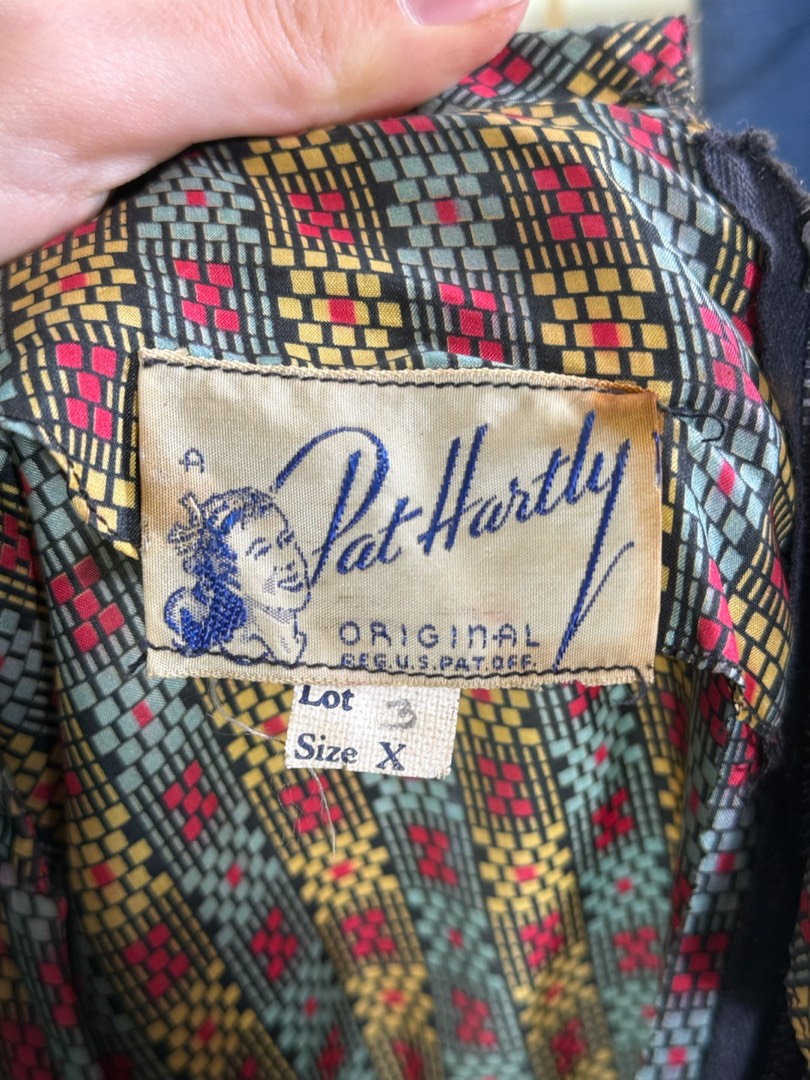 A
Pat Hartly
ORIGINAL
REG.U.S.PAT.OFF.
Lot 3
Size X